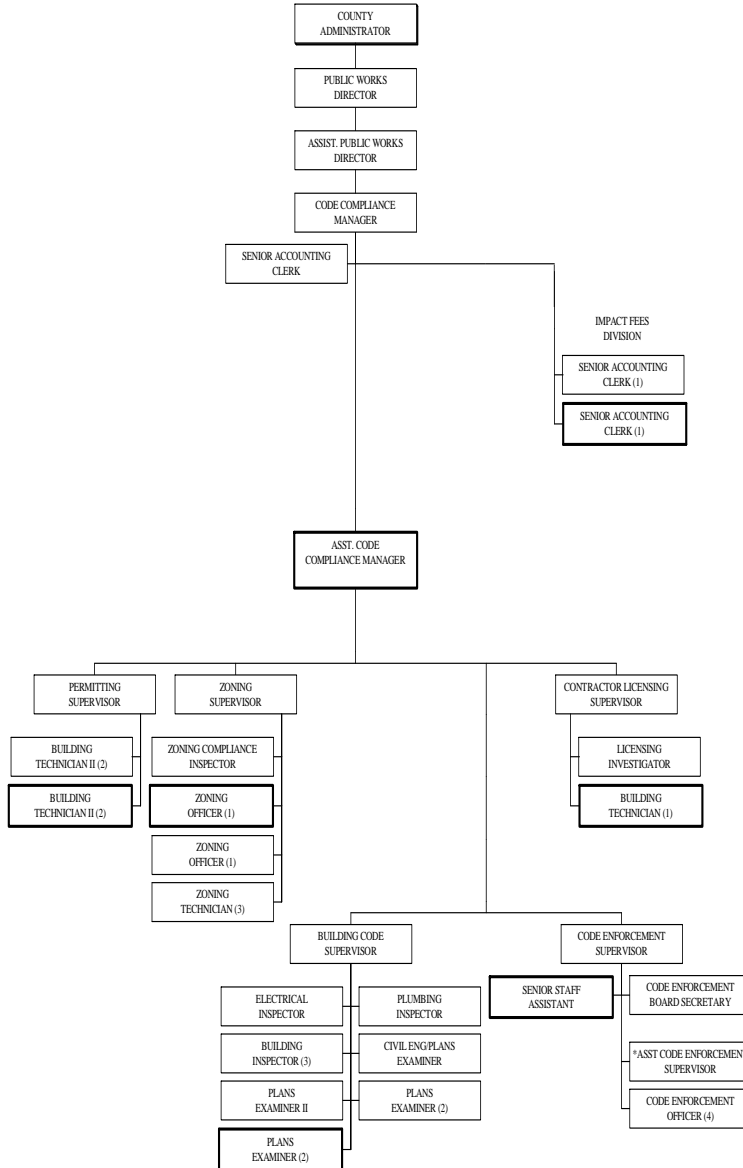 COUNTY
ADMINISTRATOR
PUBLIC WORKS
DIRECTOR
ASSIST. PUBLIC WORKS
DIRECTOR
CODE COMPLIANCE
MANAGER
SENIOR ACCOUNTING
CLERK
IMPACT FEES
DIVISION
SENIOR ACCOUNTING
CLERK (1)
SENIOR ACCOUNTING
CLERK (1)
ASST. CODE
COMPLIANCE MANAGER
PERMITTING
SUPERVISOR
BUILDING
TECHNICIAN II (2)
BUILDING
TECHNICIAN II (2)
ZONING
SUPERVISOR
ZONING COMPLIANCE
INSPECTOR
ZONING
OFFICER (1)
ZONING
OFFICER (1)
ZONING
TECHNICIAN (3)
CONTRACTOR LICENSING
SUPERVISOR
LICENSING
INVESTIGATOR
BUILDING
TECHNICIAN (1)
BUILDING CODE
SUPERVISOR
ELECTRICAL
INSPECTOR
PLUMBING
INSPECTOR
BUILDING
INSPECTOR (3)
CIVIL ENG/PLANS
EXAMINER
PLANS
EXAMINER II
PLANS
EXAMINER (2)
PLANS
EXAMINER (2)
CODE ENFORCEMENT
SUPERVISOR
SENIOR STAFF
ASSISTANT
CODE ENFORCEMENT
BOARD SECRETARY
*ASST CODE ENFORCEMEN
SUPERVISOR
CODE ENFORCEMENT
OFFICER (4)